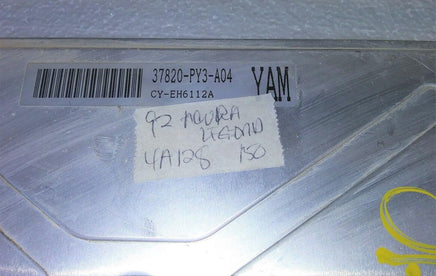 37820-PY3-A04
YAM
CY-EH6112A
92 ACURA
LEGEND
4A128 150